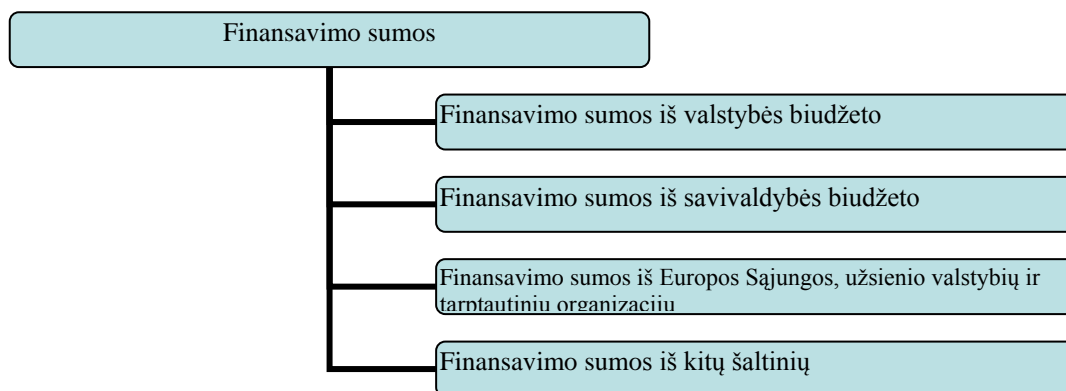 Finansavimo sumos
Finansavimo sumos iš valstybės biudžeto
Finansavimo sumos iš savivaldybės biudžeto
Finansavimo sumos iš Europos Sąjungos, užsienio valstybių ir
tarptautinių organizacijų
Finansavimo sumos iš kitų šaltinių